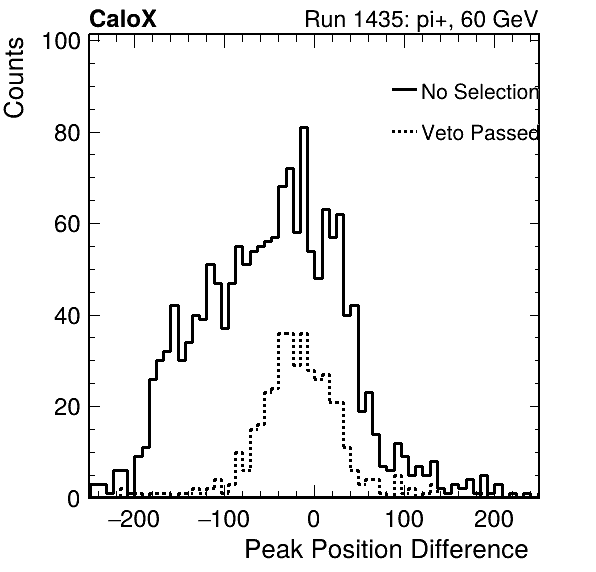 CaloX Run 1435: pi+, 60 GeV
Counts
100
No Selection
80
Veto Passed
60
40
20
0
−200 −100 0 100 200
Peak Position Difference